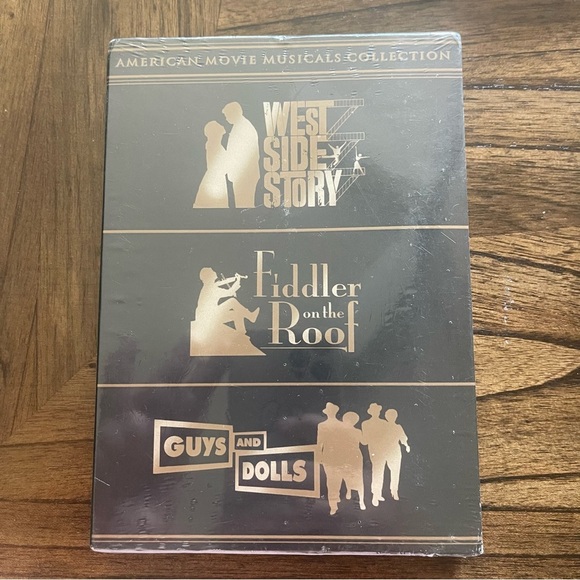 AMERICAN MOVIE MUSICALS COLLECTION
WEST
SIDE
STORY
Fiddler
on the
Roof
GUYS AND DOLLS